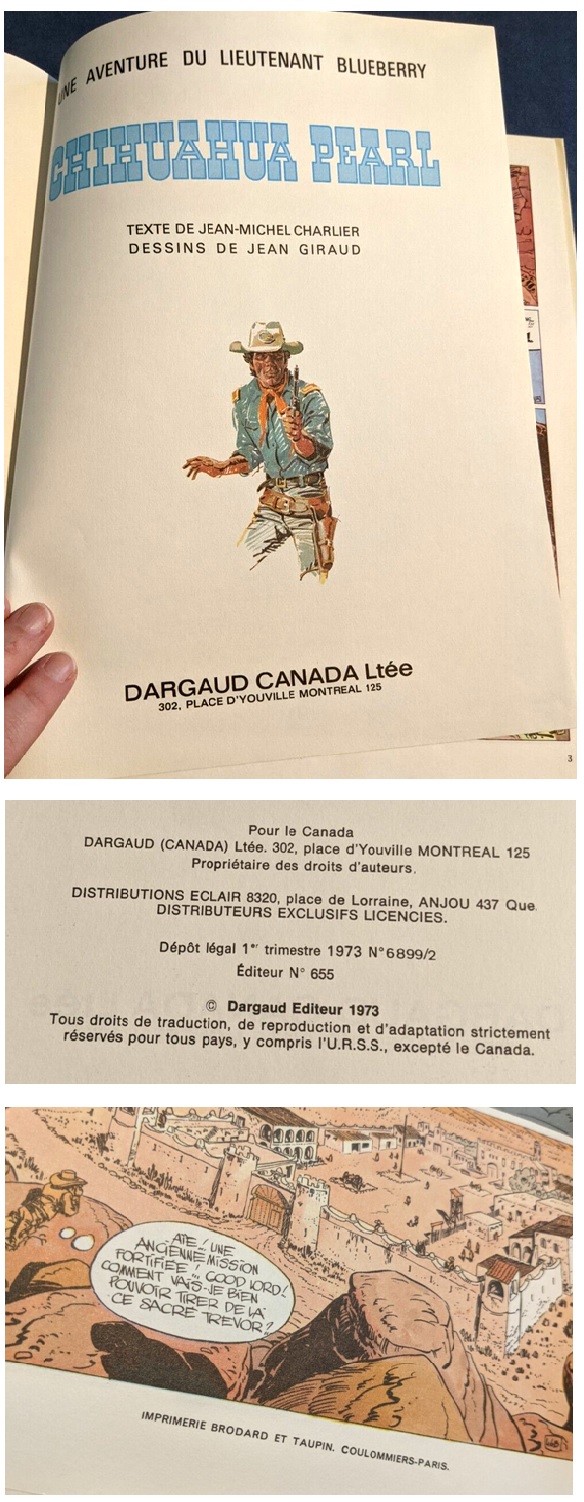 UNE AVENTURE DU LIEUTENANT BLUEBERRY
CHIHUAHUA PEARL
TEXTE DE JEAN-MICHEL CHARLIER
DESSINS DE JEAN GIRAUD
DARGAUD CANADA Ltée
302, PLACE D'YOUVILLE MONTREAL 125
3
Pour le Canada
DARGAUD (CANADA) Ltée. 302, place d'Youville MONTREAL 125
Propriétaire des droits d'auteurs.
DISTRIBUTIONS ECLAIR 8320, place de Lorraine, ANJOU 437 Que
DISTRIBUTEURS EXCLUSIFS LICENCIES.
Dépôt légal 1er trimestre 1973 N°6899/2
Éditeur N° 655
© Dargaud Editeur 1973
Tous droits de traduction, de reproduction et d'adaptation strictement
réservés pour tous pays, y compris l'U.R.S.S., excepté le Canada.
AÏE ! UNE
ANCIENNE MISSION
FORTIFIÉE !.. GOOD LORD !
COMMENT VAIS-JE BIEN
POUVOIR TIRER DE LÀ
CE SACRÉ TREVOR ?
IMPRIMERIE BRODARD ET TAUPIN. COULOMMIERS-PARIS.